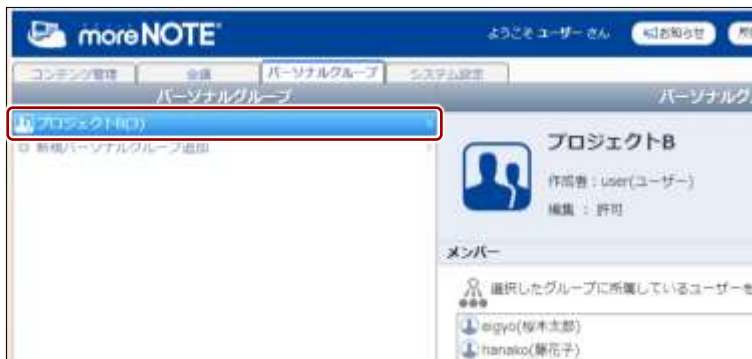 moreNOTE
ようこそ ユーザー さん
お知らせ
コンテンツ管理
会議
パーソナルグループ
システム設定
パーソナルグループ
パーソナルグ
プロジェクトB(3)
新規パーソナルグループ追加
プロジェクトB
作成者 : user(ユーザー)
編集 : 許可
メンバー
選択したグループに所属しているユーザーを
eigyo(桜木太郎)
hanako(藤花子)